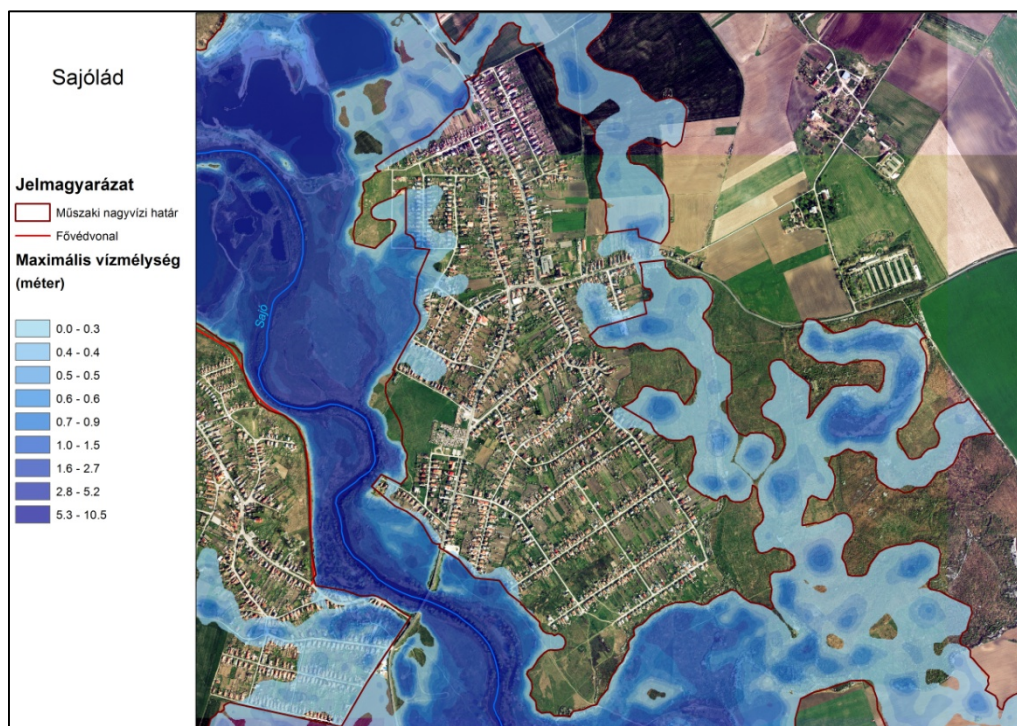 Sajólád
Jelmagyarázat
Műszaki nagyvízi határ
Fővédvonal
Maximális vízmélység
(méter)
0.0 - 0.3
0.4 - 0.4
0.5 - 0.5
0.6 - 0.6
0.7 - 0.9
1.0 - 1.5
1.6 - 2.7
2.8 - 5.2
5.3 - 10.5
Sajó